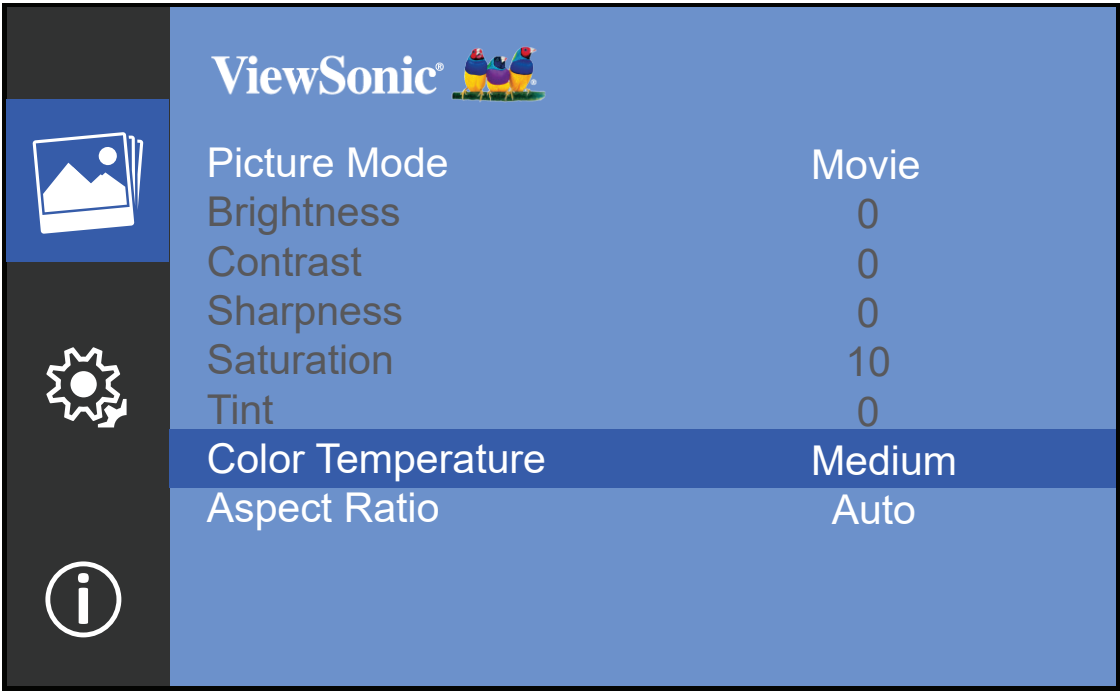 ViewSonic®
Picture Mode Movie
Brightness 0
Contrast 0
Sharpness 0
Saturation 10
Tint 0
Color Temperature Medium
Aspect Ratio Auto